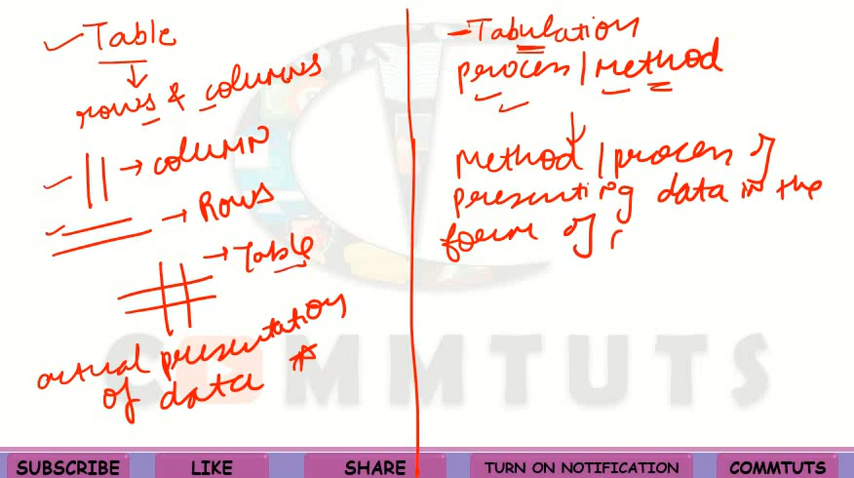 Table
rows & columns
column
Rows
Table
actual presentation
of data
Tabulation
process / method
method / process of
presenting data in the
form of
COMMTUTS
SUBSCRIBE
LIKE
SHARE
TURN ON NOTIFICATION
COMMTUTS